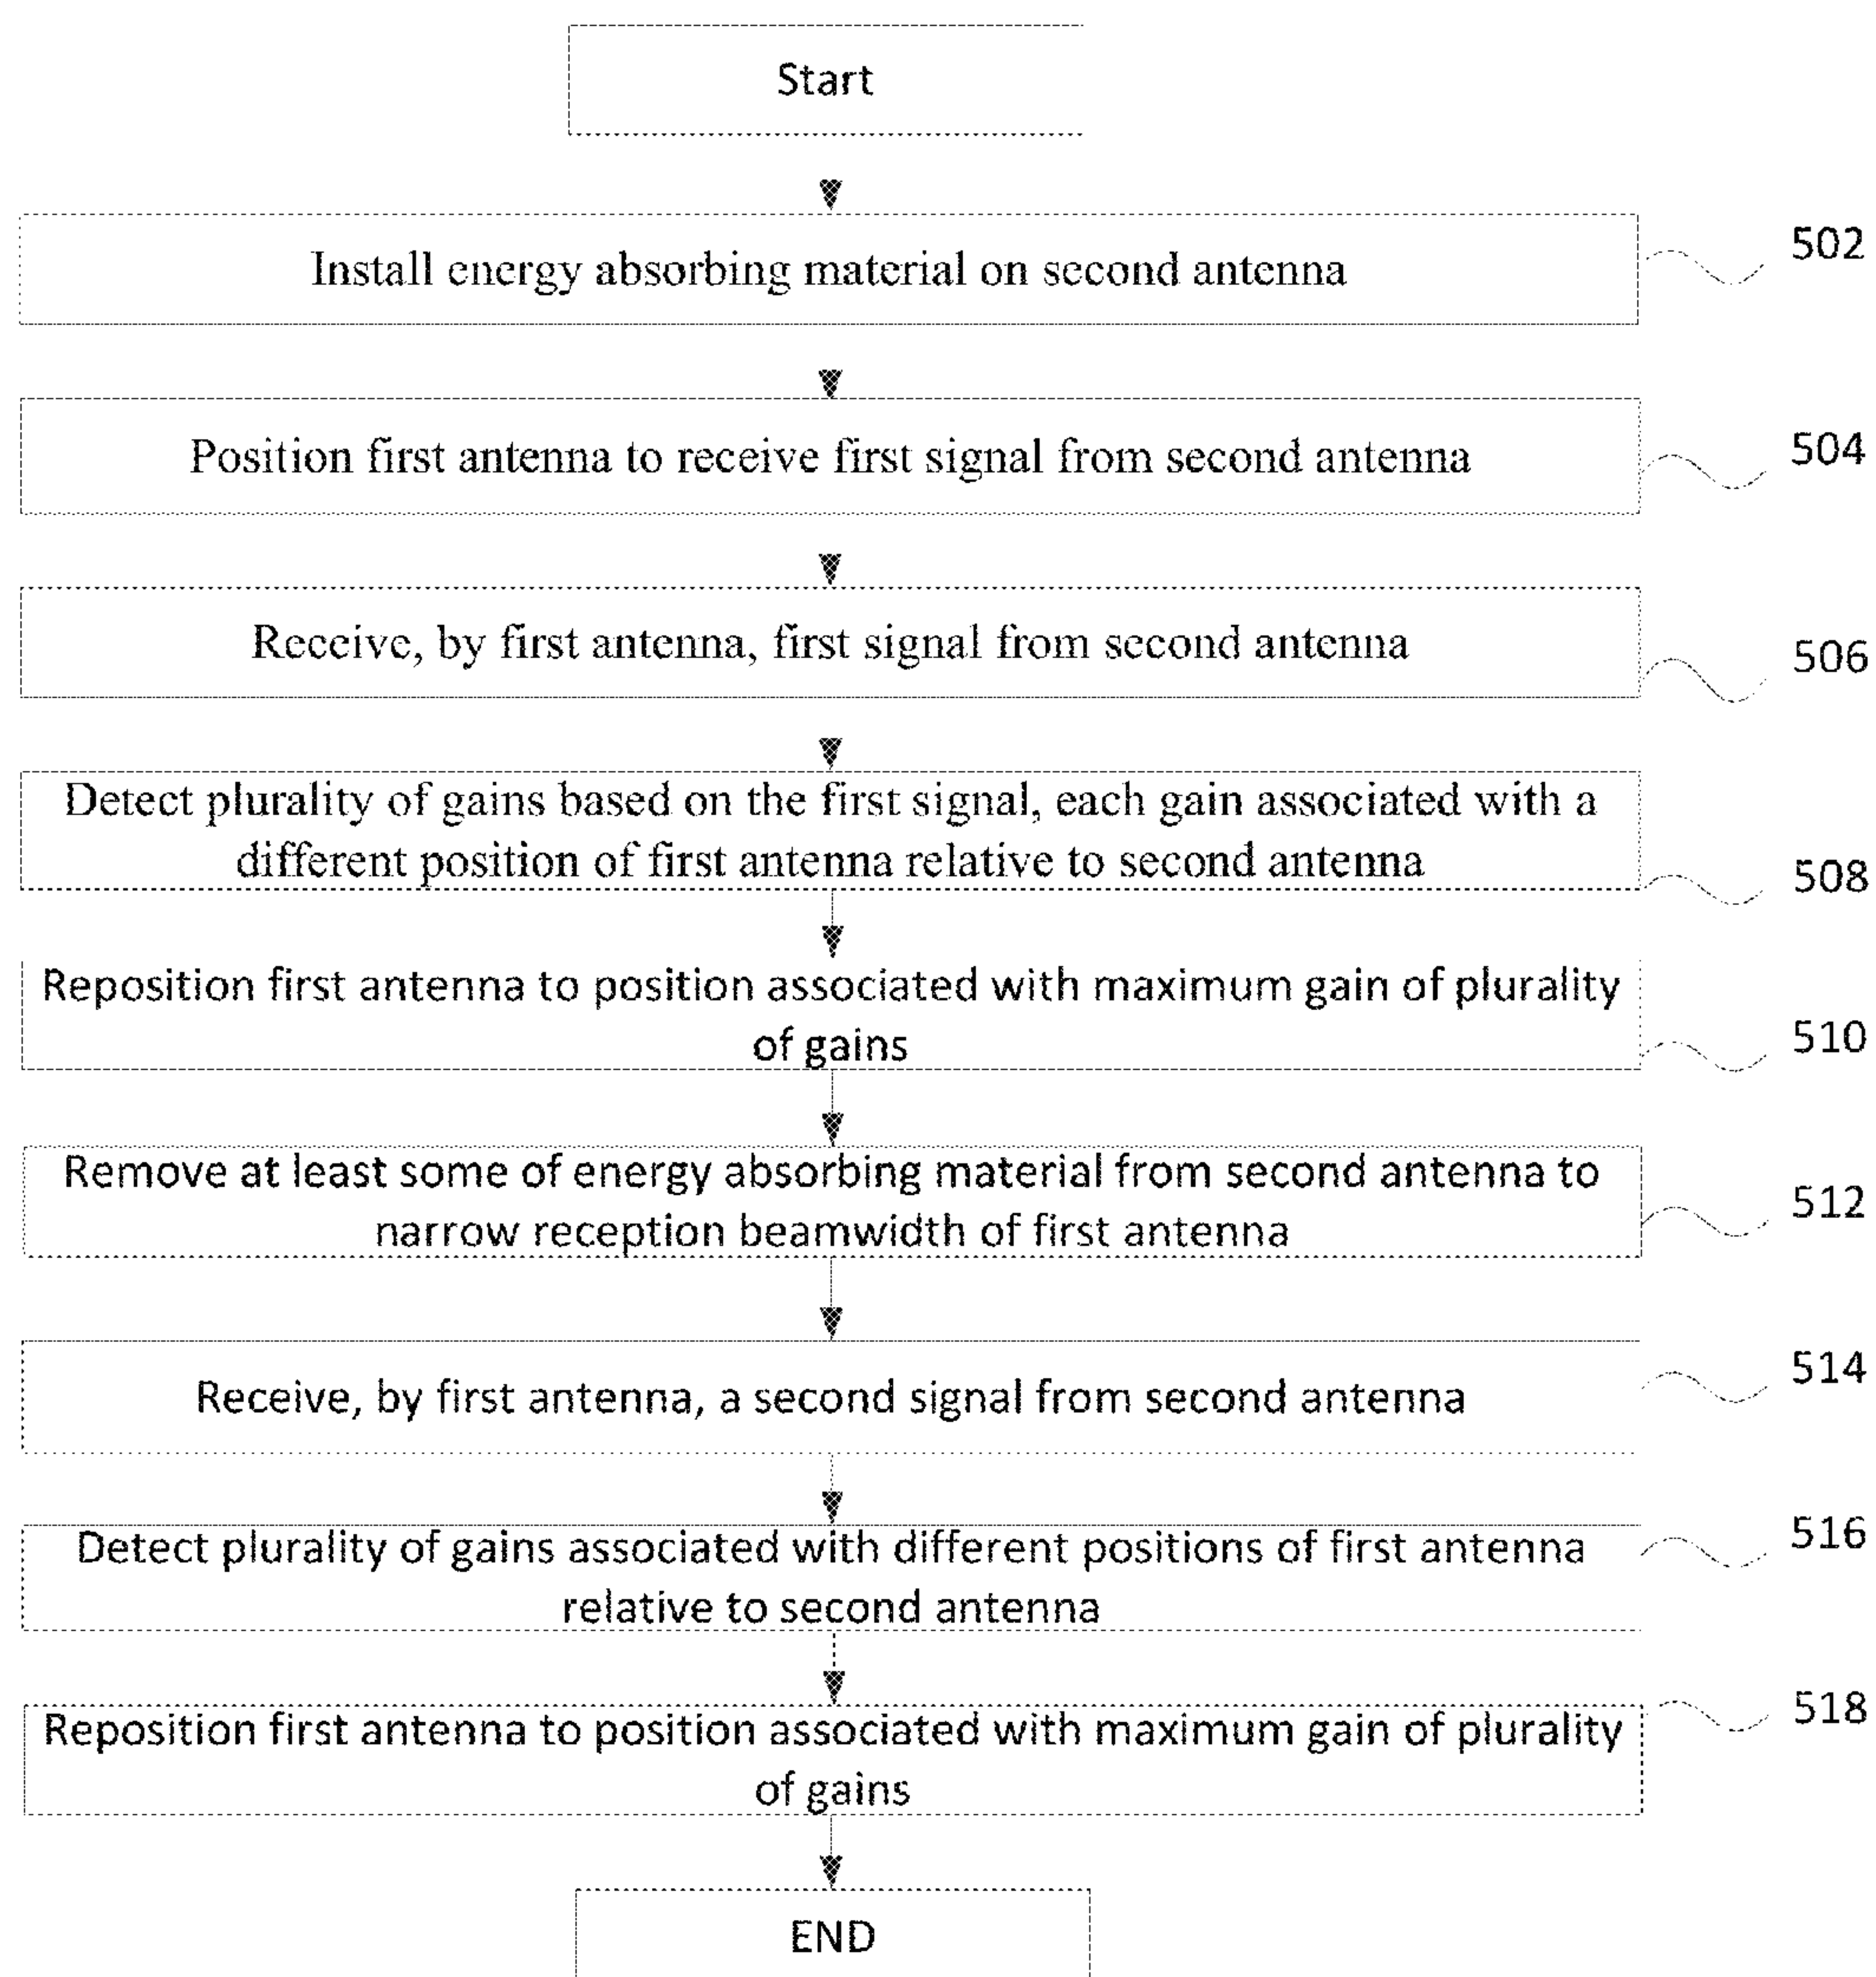 Start
Install energy absorbing material on second antenna
502
Position first antenna to receive first signal from second antenna
504
Receive, by first antenna, first signal from second antenna
506
Detect plurality of gains based on the first signal, each gain associated with a
different position of first antenna relative to second antenna
508
Reposition first antenna to position associated with maximum gain of plurality
of gains
510
Remove at least some of energy absorbing material from second antenna to
narrow reception beamwidth of first antenna
512
Receive, by first antenna, a second signal from second antenna
514
Detect plurality of gains associated with different positions of first antenna
relative to second antenna
516
Reposition first antenna to position associated with maximum gain of plurality
of gains
518
END